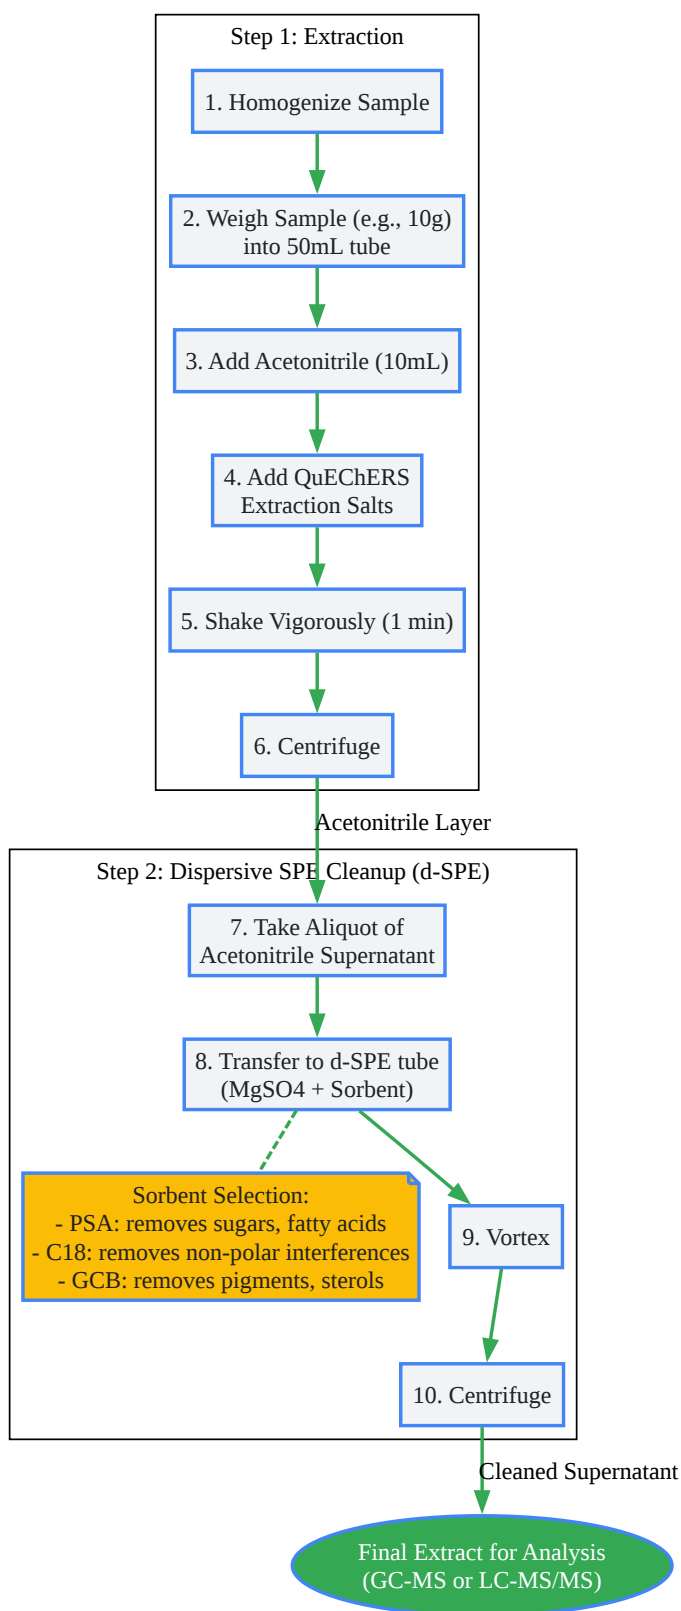 Step 1: Extraction
1. Homogenize Sample
2. Weigh Sample (e.g., 10g)
into 50mL tube
3. Add Acetonitrile (10mL)
4. Add QuEChERS
Extraction Salts
5. Shake Vigorously (1 min)
6. Centrifuge
Acetonitrile Layer
Step 2: Dispersive SPE Cleanup (d-SPE)
7. Take Aliquot of
Acetonitrile Supernatant
8. Transfer to d-SPE tube
(MgSO4 + Sorbent)
Sorbent Selection:
- PSA: removes sugars, fatty acids
- C18: removes non-polar interferences
- GCB: removes pigments, sterols
9. Vortex
10. Centrifuge
Cleaned Supernatant
Final Extract for Analysis
(GC-MS or LC-MS/MS)